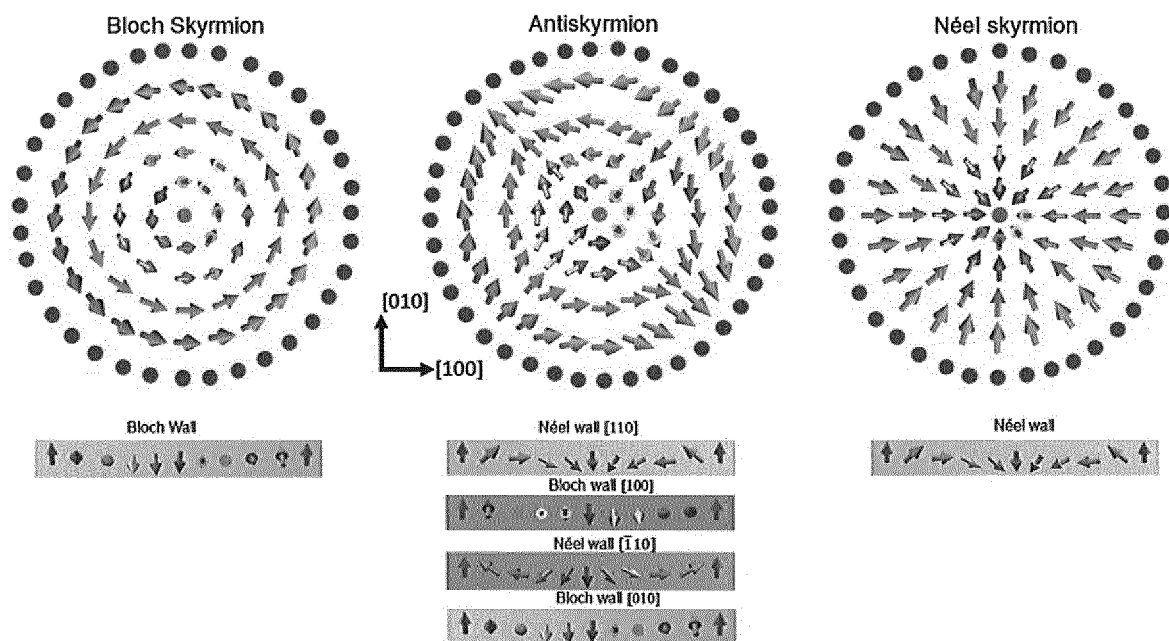 Bloch Skyrmion
Antiskyrmion
Néel skyrmion
[010]
[100]
Bloch Wall
Néel wall [110]
Néel wall
Bloch wall [100]
Néel wall [1̄10]
Bloch wall [010]